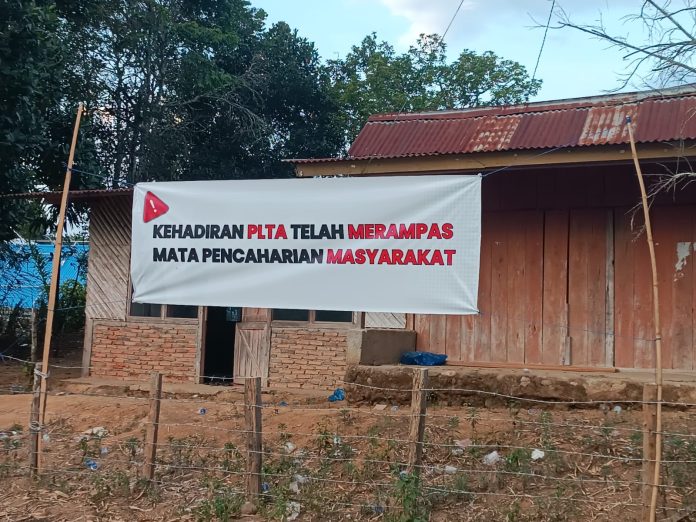 KEHADIRAN PLTA TELAH MERAMPAS
MATA PENCAHARIAN MASYARAKAT